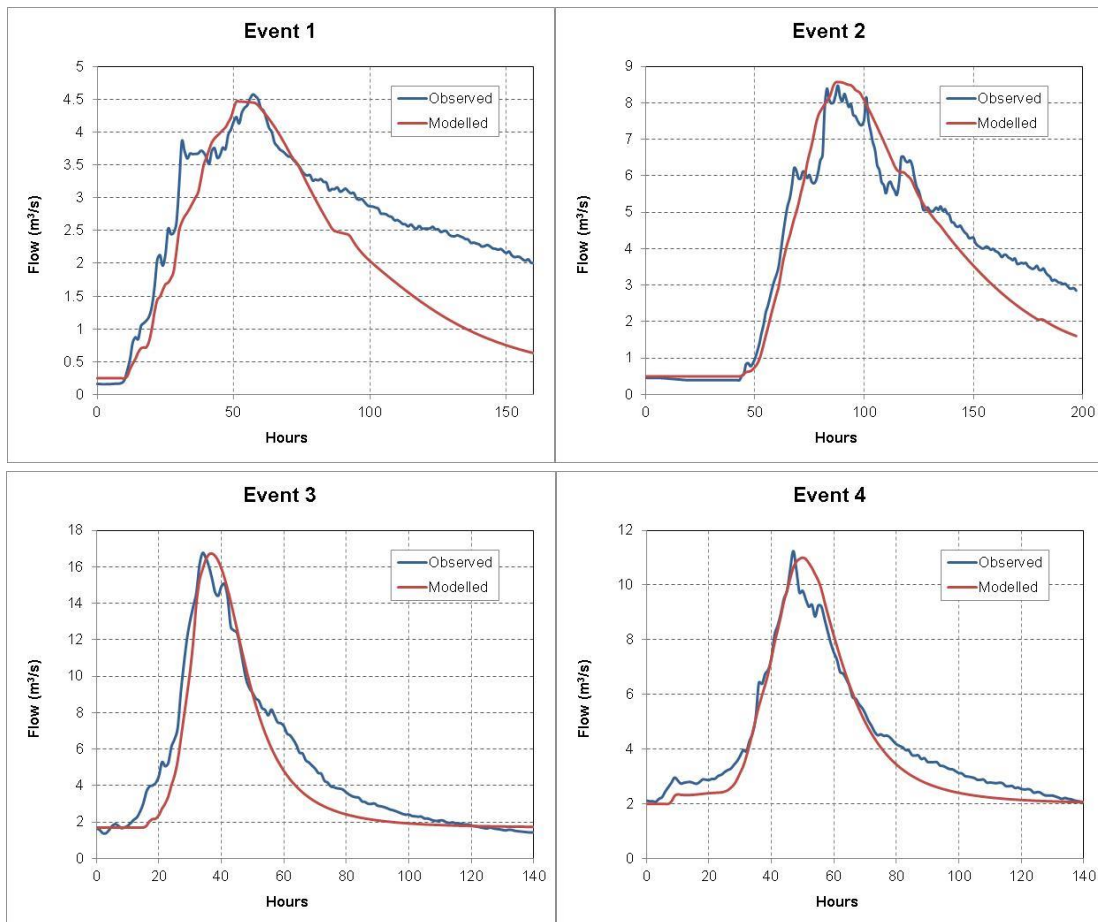 Event 1
5
4.5
4
3.5
3
2.5
2
1.5
1
0.5
0
Flow (m³/s)
Observed
Modelled
0 50 100 150
Hours
Event 2
9
8
7
6
5
4
3
2
1
0
Flow (m³/s)
Observed
Modelled
0 50 100 150 200
Hours
Event 3
18
16
14
12
10
8
6
4
2
0
Flow (m³/s)
Observed
Modelled
0 20 40 60 80 100 120 140
Hours
Event 4
12
10
8
6
4
2
0
Flow (m³/s)
Observed
Modelled
0 20 40 60 80 100 120 140
Hours